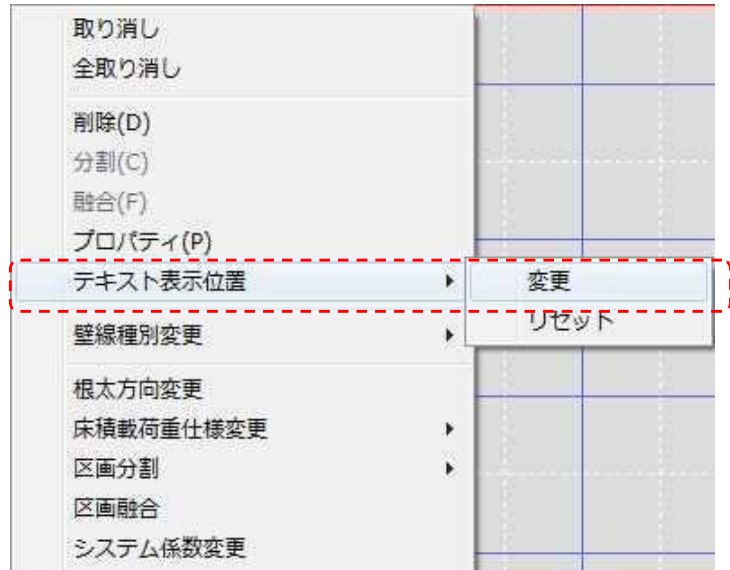 取り消し
全取り消し
削除(D)
分割(C)
融合(F)
プロパティ(P)
テキスト表示位置
変更
リセット
壁線種別変更
根太方向変更
床積載荷重仕様変更
区画分割
区画融合
システム係数変更